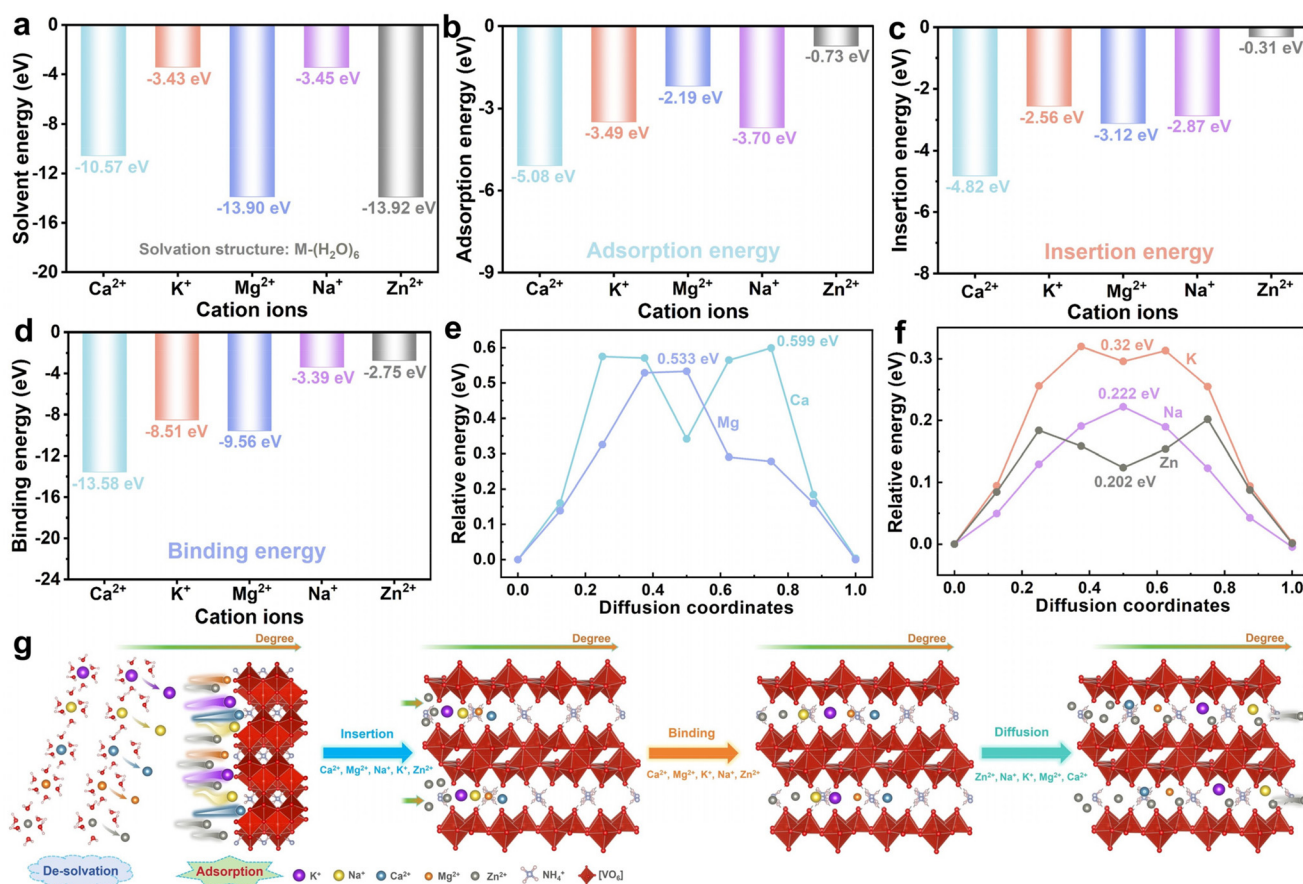 a
Solvent energy (eV)
0
-4
-8
-12
-16
-20
-10.57 eV
-3.43 eV
-13.90 eV
-3.45 eV
-13.92 eV
Solvation structure: M-(H₂O)₆
Ca²⁺ K⁺ Mg²⁺ Na⁺ Zn²⁺
Cation ions
b
Adsorption energy (eV)
0
-3
-6
-9
-5.08 eV
-3.49 eV
-2.19 eV
-3.70 eV
-0.73 eV
Adsorption energy
Ca²⁺ K⁺ Mg²⁺ Na⁺ Zn²⁺
Cation ions
c
Insertion energy (eV)
0
-2
-4
-6
-8
-4.82 eV
-2.56 eV
-3.12 eV
-2.87 eV
-0.31 eV
Insertion energy
Ca²⁺ K⁺ Mg²⁺ Na⁺ Zn²⁺
Cation ions
d
Binding energy (eV)
0
-4
-8
-12
-16
-20
-24
-13.58 eV
-8.51 eV
-9.56 eV
-3.39 eV
-2.75 eV
Binding energy
Ca²⁺ K⁺ Mg²⁺ Na⁺ Zn²⁺
Cation ions
e
Relative energy (eV)
0.6
0.5
0.4
0.3
0.2
0.1
0.0
0.533 eV
0.599 eV
Ca
Mg
0.0 0.2 0.4 0.6 0.8 1.0
Diffusion coordinates
f
Relative energy (eV)
0.3
0.2
0.1
0.0
0.32 eV
K
0.222 eV
Na
Zn
0.202 eV
0.0 0.2 0.4 0.6 0.8 1.0
Diffusion coordinates
g
Degree
Degree
Degree
Degree
Insertion
Ca²⁺, Mg²⁺, Na⁺, K⁺, Zn²⁺
Binding
Ca²⁺, Mg²⁺, K⁺, Na⁺, Zn²⁺
Diffusion
Zn²⁺, Na⁺, K⁺, Mg²⁺, Ca²⁺
De-solvation
Adsorption
K⁺ Na⁺ Ca²⁺ Mg²⁺ Zn²⁺ NH₄⁺ [VO₆]